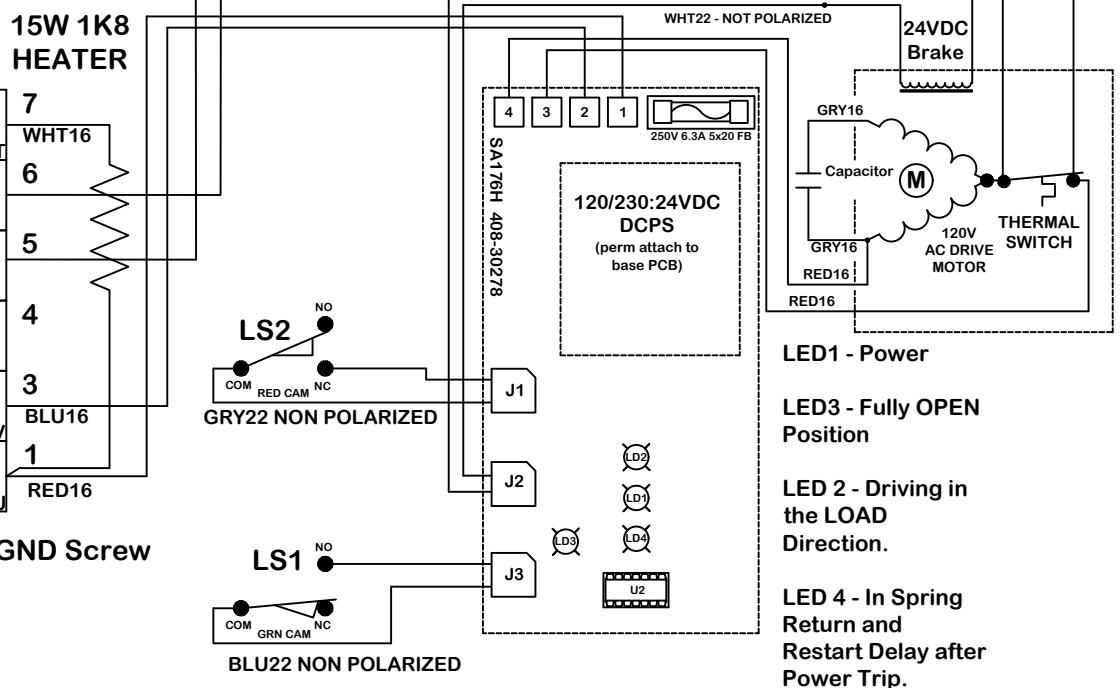 15W 1K8
HEATER
7
WHT16
6
5
4
3
BLU16
1
RED16
GND Screw
WHT22 - NOT POLARIZED
24VDC
Brake
4 3 2 1
250V 6.3A 5x20 FB
SA176H 408-30278
120/230:24VDC
DCPS
(perm attach to
base PCB)
GRY16
Capacitor
M
GRY16
120V
AC DRIVE
MOTOR
THERMAL
SWITCH
RED16
RED16
LS2
NO
COM
RED CAM
NC
GRY22 NON POLARIZED
J1
J2
J3
LS1
NO
COM
GRN CAM
NC
BLU22 NON POLARIZED
LD2
LD1
LD3
LD4
U2
LED1 - Power
LED3 - Fully OPEN
Position
LED 2 - Driving in
the LOAD
Direction.
LED 4 - In Spring
Return and
Restart Delay after
Power Trip.